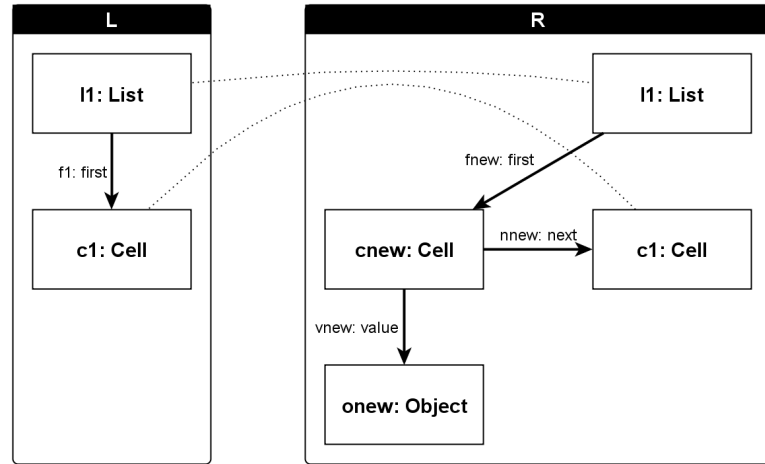 L
R
l1: List
l1: List
f1: first
fnew: first
c1: Cell
cnew: Cell
nnew: next
c1: Cell
vnew: value
onew: Object